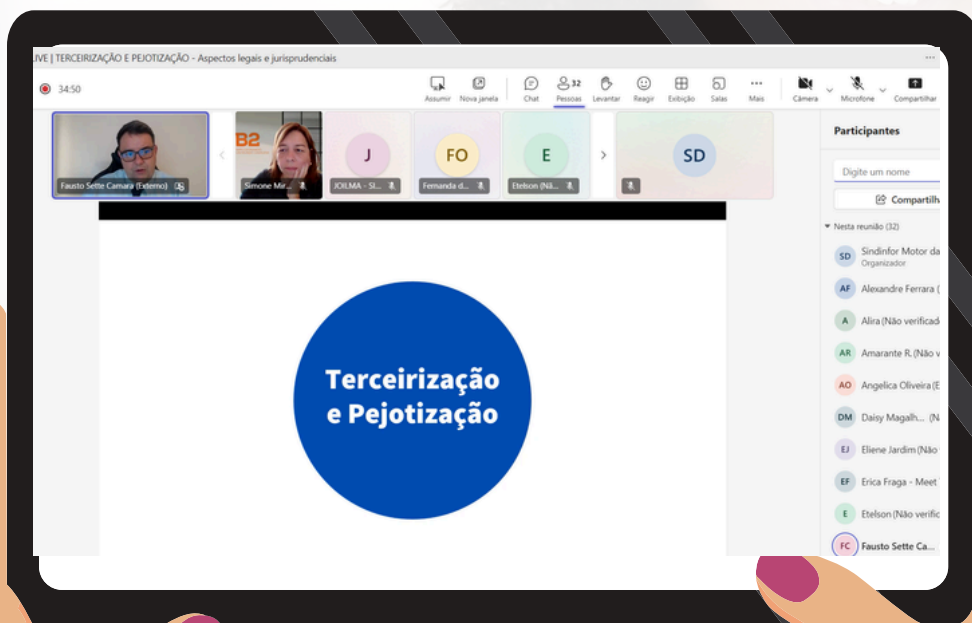 LIVE | TERCEIRIZAÇÃO E PEJOTIZAÇÃO - Aspectos legais e jurisprudenciais
34:50
Assumir Nova janela Chat Pessoas 32 Levantar Reagir Exibição Salas Mais Câmera Microfone Compartilhar
B2
J
FO
E
SD
Fausto Sette Camara (Externo)
Simone Mir...
JOILMA - SI...
Fernanda d...
Etelson (Nã...
Terceirização
e Pejotização
Participantes
Digite um nome
Compartilh
Nesta reunião (32)
SD Sindinfor Motor da
Organizador
AF Alexandre Ferrara (
A Alira (Não verificad
AR Amarante R. (Não v
AO Angelica Oliveira (E
DM Daisy Magalh... (N
EJ Eliene Jardim (Não
EF Erica Fraga - Meet
E Etelson (Não verific
FC Fausto Sette Ca...